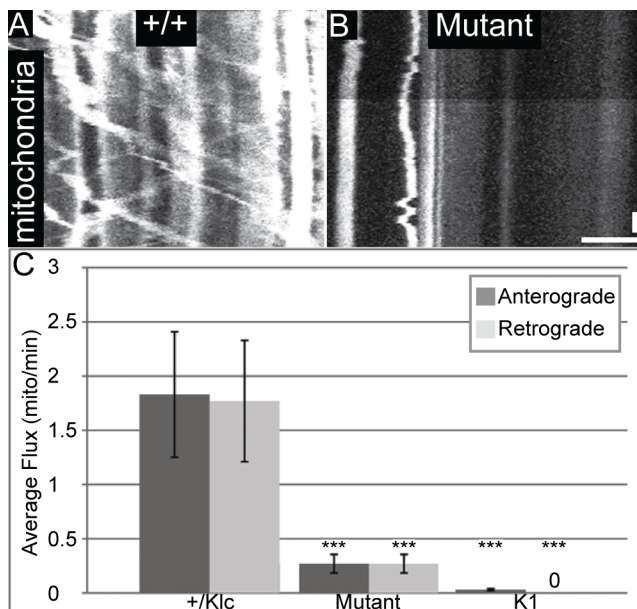 A
+/+
B
Mutant
mitochondria
C
3
2.5
2
1.5
1
0.5
0
Average Flux (mito/min)
Anterograde
Retrograde
*** *** *** ***
0
+/Klc Mutant K1